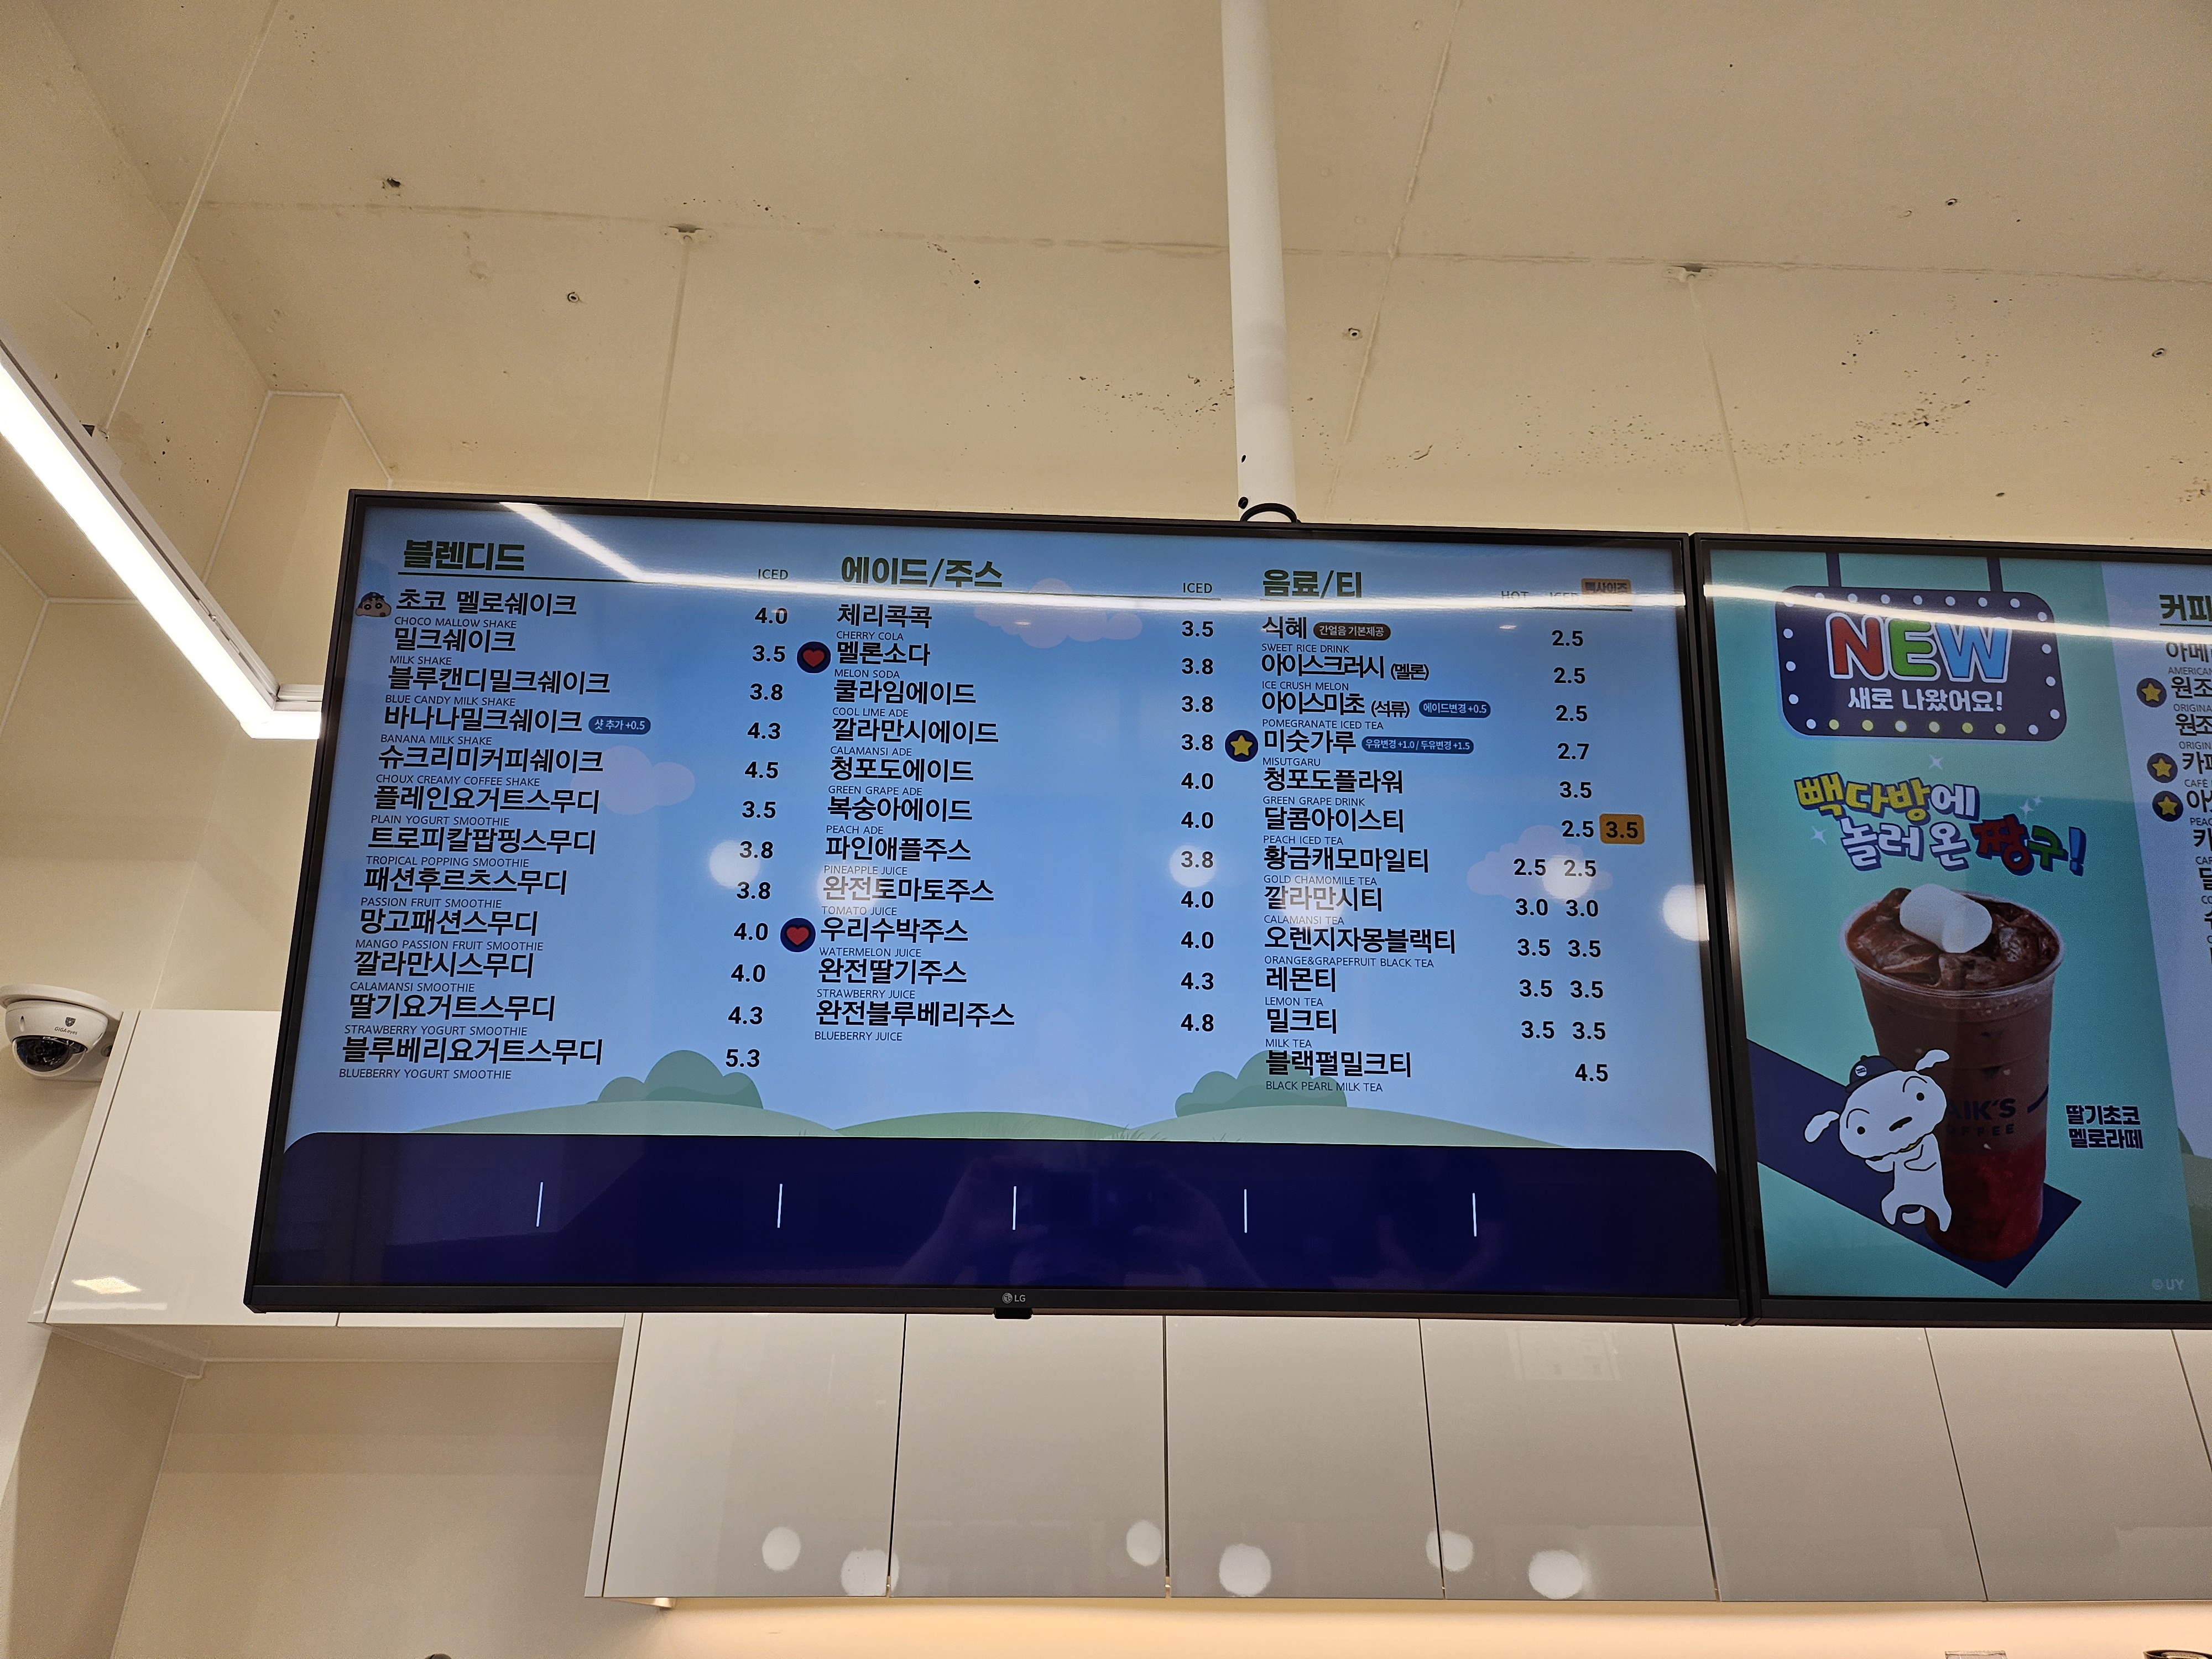 블렌디드
ICED
초코 멜로쉐이크 4.0
CHOCO MALLOW SHAKE
밀크쉐이크 3.5
MILK SHAKE
블루캔디밀크쉐이크 3.8
BLUE CANDY MILK SHAKE
바나나밀크쉐이크 샷 추가 +0.5 4.3
BANANA MILK SHAKE
슈크리미커피쉐이크 4.5
CHOUX CREAMY COFFEE SHAKE
플레인요거트스무디 3.5
PLAIN YOGURT SMOOTHIE
트로피칼팝핑스무디 3.8
TROPICAL POPPING SMOOTHIE
패션후르츠스무디 3.8
PASSION FRUIT SMOOTHIE
망고패션스무디 4.0
MANGO PASSION FRUIT SMOOTHIE
깔라만시스무디 4.0
CALAMANSI SMOOTHIE
딸기요거트스무디 4.3
STRAWBERRY YOGURT SMOOTHIE
블루베리요거트스무디 5.3
BLUEBERRY YOGURT SMOOTHIE
에이드/주스
ICED
체리콕콕 3.5
CHERRY COLA
멜론소다 3.8
MELON SODA
쿨라임에이드 3.8
COOL LIME ADE
깔라만시에이드 3.8
CALAMANSI ADE
청포도에이드 4.0
GREEN GRAPE ADE
복숭아에이드 4.0
PEACH ADE
파인애플주스 3.8
PINEAPPLE JUICE
완전토마토주스 4.0
TOMATO JUICE
우리수박주스 4.0
WATERMELON JUICE
완전딸기주스 4.3
STRAWBERRY JUICE
완전블루베리주스 4.8
BLUEBERRY JUICE
음료/티
HOT ICED 빽사이즈
식혜 간얼음 기본제공 2.5
SWEET RICE DRINK
아이스크러시 (멜론) 2.5
ICE CRUSH MELON
아이스미초 (석류) 에이드변경 +0.5 2.5
POMEGRANATE ICED TEA
미숫가루 우유변경 +1.0 / 두유변경 +1.5 2.7
MISUTGARU
청포도플라워 3.5
GREEN GRAPE DRINK
달콤아이스티 2.5 3.5
PEACH ICED TEA
황금캐모마일티 2.5 2.5
GOLD CHAMOMILE TEA
깔라만시티 3.0 3.0
CALAMANSI TEA
오렌지자몽블랙티 3.5 3.5
ORANGE&GRAPEFRUIT BLACK TEA
레몬티 3.5 3.5
LEMON TEA
밀크티 3.5 3.5
MILK TEA
블랙펄밀크티 4.5
BLACK PEARL MILK TEA
LG
NEW
새로 나왔어요!
빽다방에
놀러 온 짱구!
딸기초코
멜로라떼
© UY
커피
원조
원조